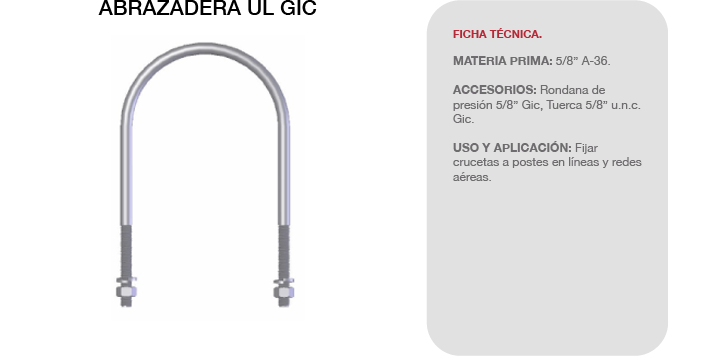 ABRAZADERA UL GIC
FICHA TÉCNICA.
MATERIA PRIMA: 5/8” A-36.
ACCESORIOS: Rondana de
presión 5/8” Gic, Tuerca 5/8” u.n.c.
Gic.
USO Y APLICACIÓN: Fijar
crucetas a postes en líneas y redes
aéreas.